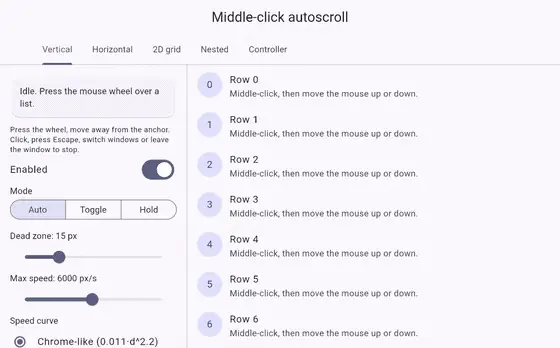 Middle-click autoscroll
Vertical
Horizontal
2D grid
Nested
Controller
Idle. Press the mouse wheel over a
list.
Press the wheel, move away from the anchor.
Click, press Escape, switch windows or leave
the window to stop.
Enabled
Mode
Auto
Toggle
Hold
Dead zone: 15 px
Max speed: 6000 px/s
Speed curve
Chrome-like (0.011·d^2.2)
0
Row 0
Middle-click, then move the mouse up or down.
1
Row 1
Middle-click, then move the mouse up or down.
2
Row 2
Middle-click, then move the mouse up or down.
3
Row 3
Middle-click, then move the mouse up or down.
4
Row 4
Middle-click, then move the mouse up or down.
5
Row 5
Middle-click, then move the mouse up or down.
6
Row 6
Middle-click, then move the mouse up or down.